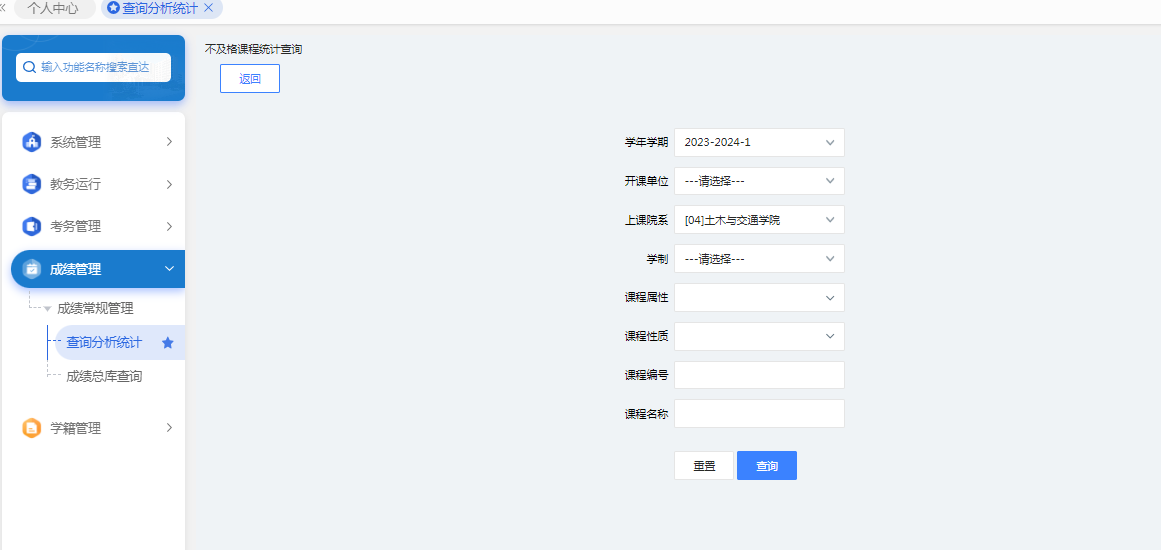 个人中心
查询分析统计
输入功能名称搜索直达
系统管理
教务运行
考务管理
成绩管理
成绩常规管理
查询分析统计
成绩总库查询
学籍管理
不及格课程统计查询
返回
学年学期 2023-2024-1
开课单位 ---请选择---
上课院系 [04]土木与交通学院
学制 ---请选择---
课程属性
课程性质
课程编号
课程名称
重置 查询